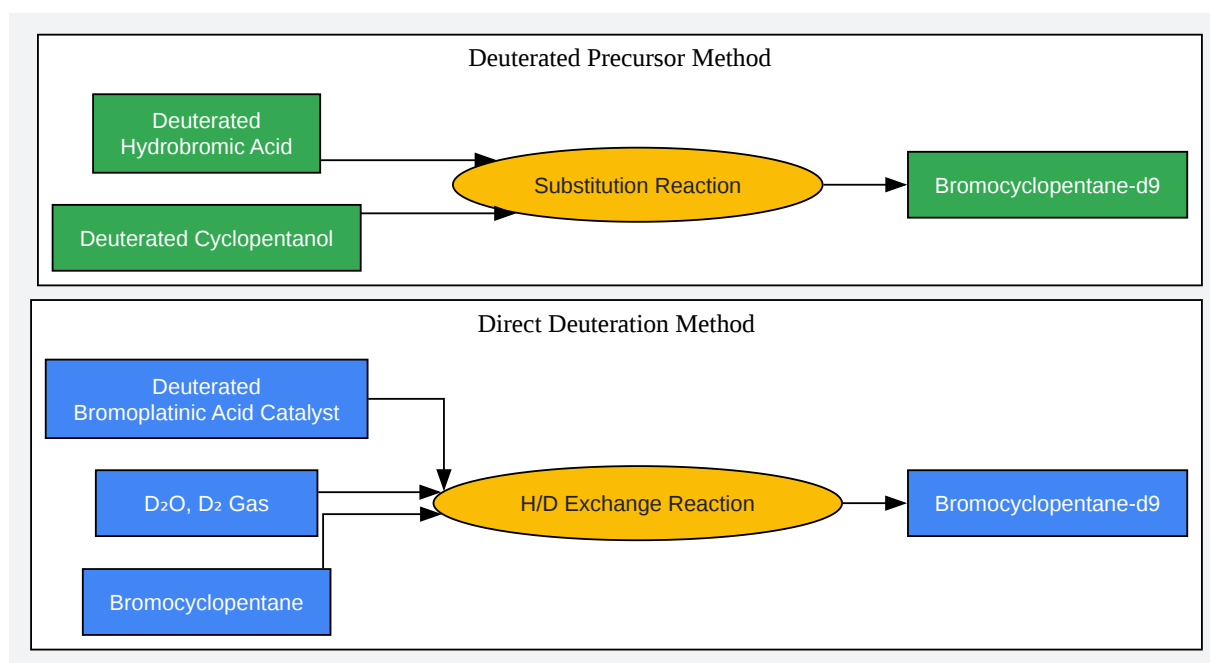 Deuterated Precursor Method
Deuterated
Hydrobromic Acid
Substitution Reaction
Bromocyclopentane-d9
Deuterated Cyclopentanol
Direct Deuteration Method
Deuterated
Bromoplatinic Acid Catalyst
D₂O, D₂ Gas
H/D Exchange Reaction
Bromocyclopentane-d9
Bromocyclopentane